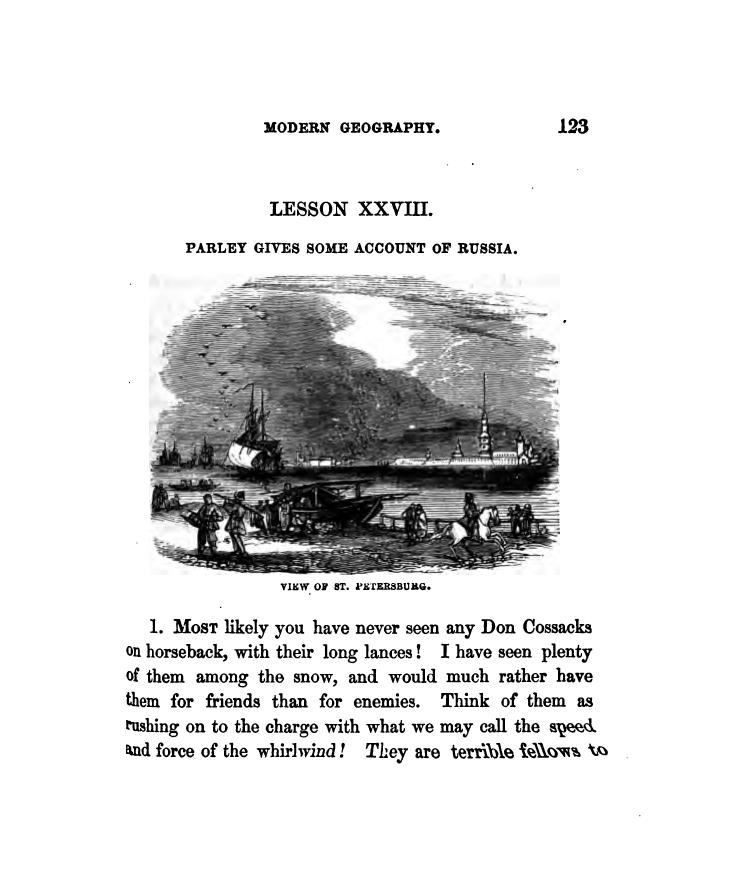 MODERN GEOGRAPHY. 123
LESSON XXVIII.
PARLEY GIVES SOME ACCOUNT OF RUSSIA.
VIEW OF ST. PETERSBURG.
1. MOST likely you have never seen any Don Cossacks
on horseback, with their long lances! I have seen plenty
of them among the snow, and would much rather have
them for friends than for enemies. Think of them as
rushing on to the charge with what we may call the speed
and force of the whirlwind! They are terrible fellows to